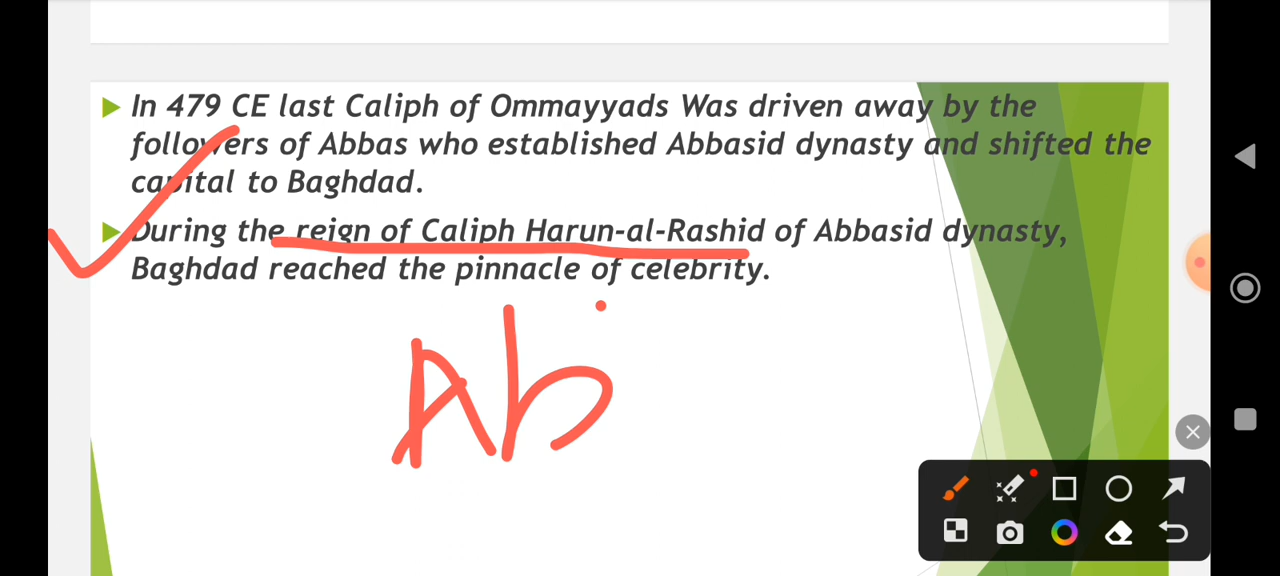 In 479 CE last Caliph of Ommayyads Was driven away by the
followers of Abbas who established Abbasid dynasty and shifted the
capital to Baghdad.
During the reign of Caliph Harun-al-Rashid of Abbasid dynasty,
Baghdad reached the pinnacle of celebrity.
Ab